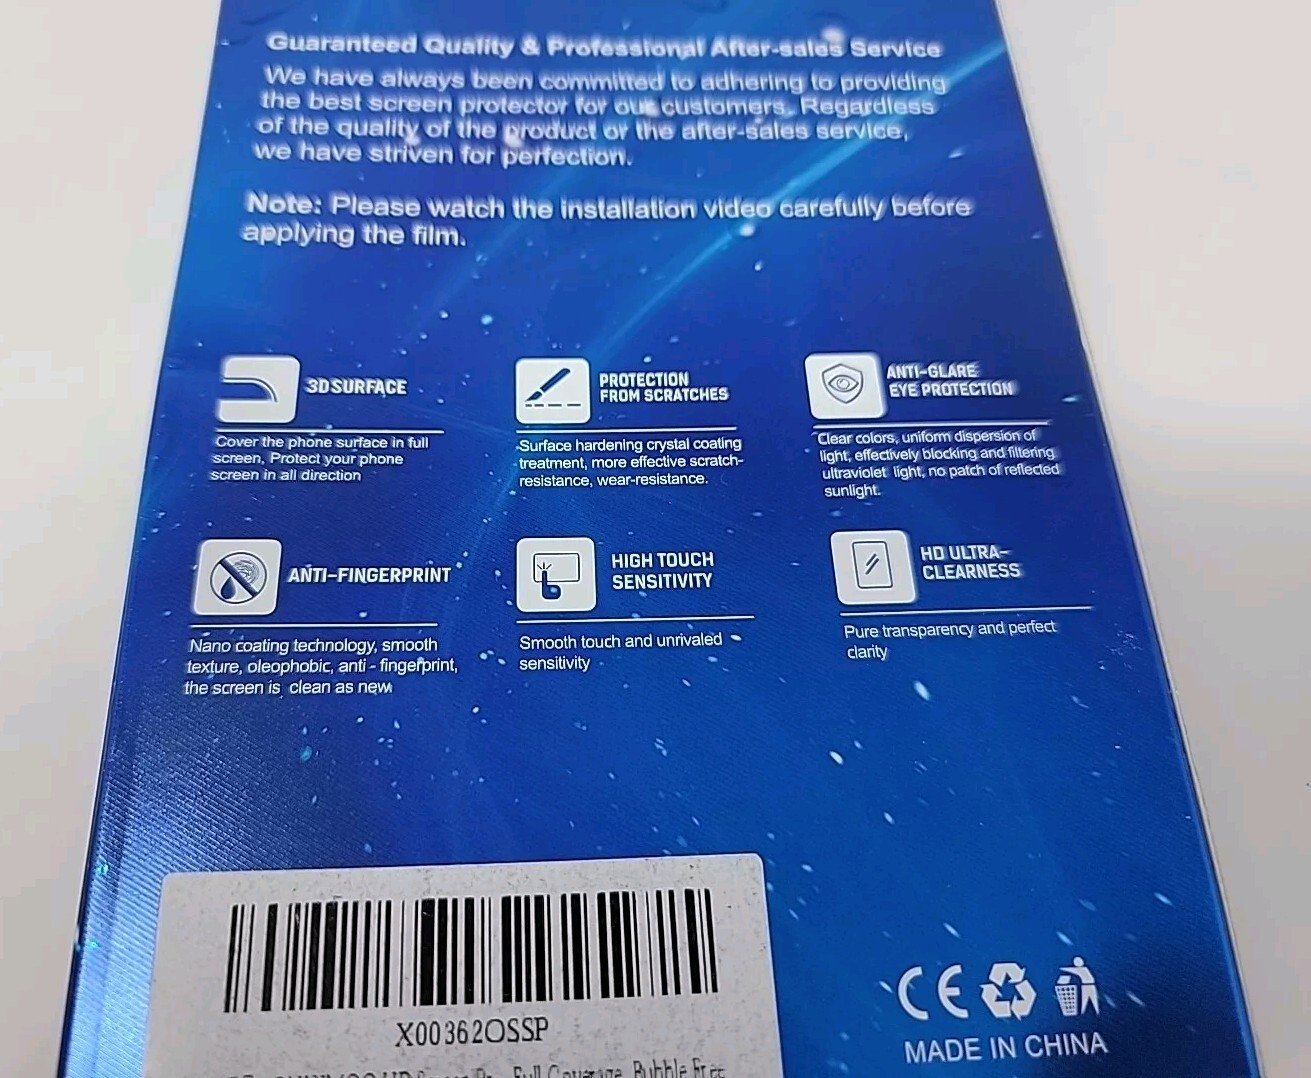 Guaranteed Quality & Professional After-sales Service
We have always been committed to adhering to providing
the best screen protector for our customers. Regardless
of the quality of the product or the after-sales service,
we have striven for perfection.
Note: Please watch the installation video carefully before
applying the film.
3D SURFACE
Cover the phone surface in full
screen, Protect your phone
screen in all direction
PROTECTION
FROM SCRATCHES
Surface hardening crystal coating
treatment, more effective scratch-
resistance, wear-resistance.
ANTI-GLARE
EYE PROTECTION
Clear colors, uniform dispersion of
light, effectively blocking and filtering
ultraviolet light, no patch of reflected
sunlight.
ANTI-FINGERPRINT
Nano coating technology, smooth
texture, oleophobic, anti - fingerprint,
the screen is clean as new
HIGH TOUCH
SENSITIVITY
Smooth touch and unrivaled
sensitivity
HD ULTRA-
CLEARNESS
Pure transparency and perfect
clarity
X00362OSSP
Full Coverage, Bubble Free
CE
MADE IN CHINA